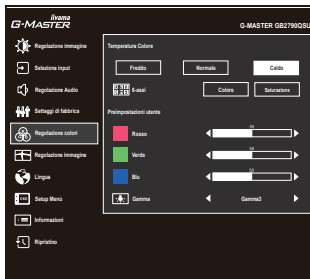 iiyama
G-MASTER
G-MASTER GB2790QSU
Regolazione immagine
Seleziona input
Regolazione Audio
Settaggi di fabbrica
Regolazione colori
Regolazione immagine
Lingua
OSD
Setup Menù
Informazioni
Ripristino
Temperatura Colore
Freddo
Normale
Caldo
6-assi
Colore
Saturazione
Preimpostazioni utente
Rosso
50
Verde
50
Blu
50
Gamma
Gamma3